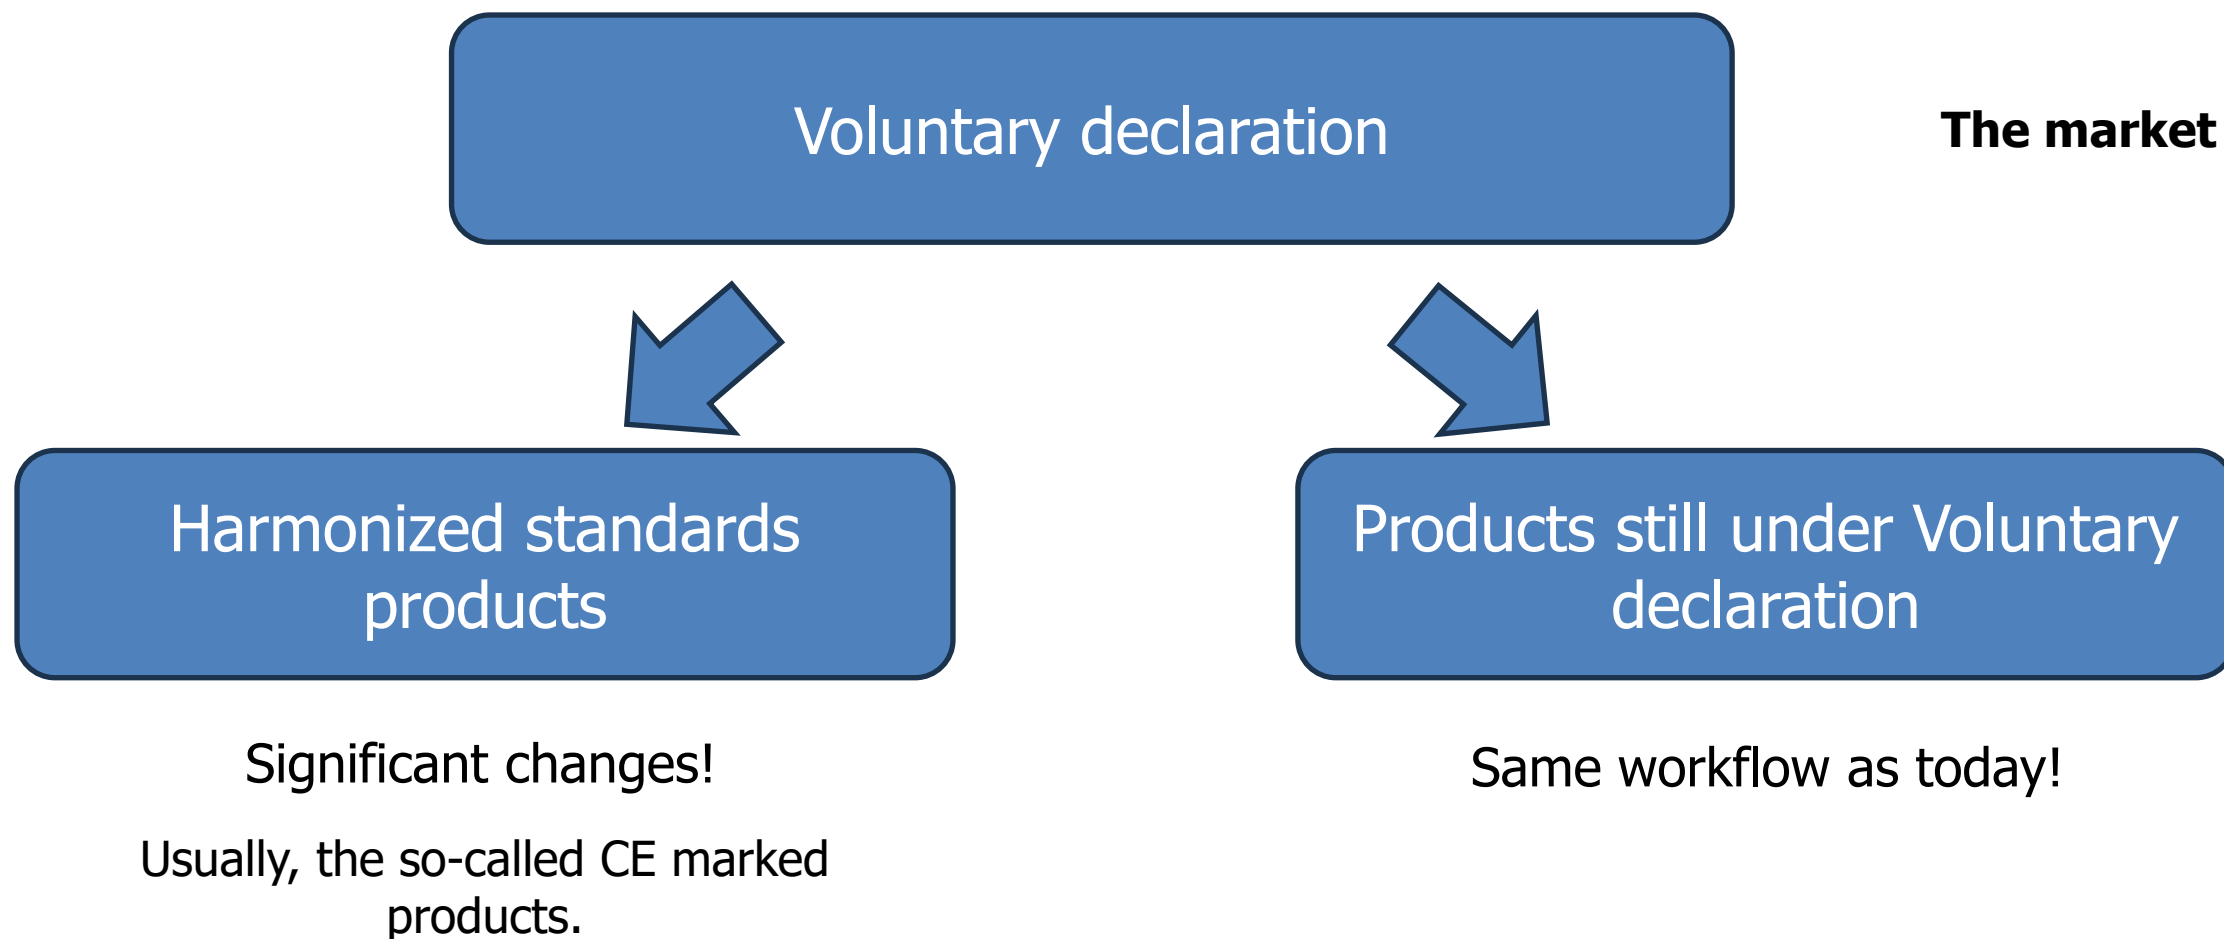 Voluntary declaration
The market
Harmonized standards
products
Products still under Voluntary
declaration
Significant changes!
Same workflow as today!
Usually, the so-called CE marked
products.